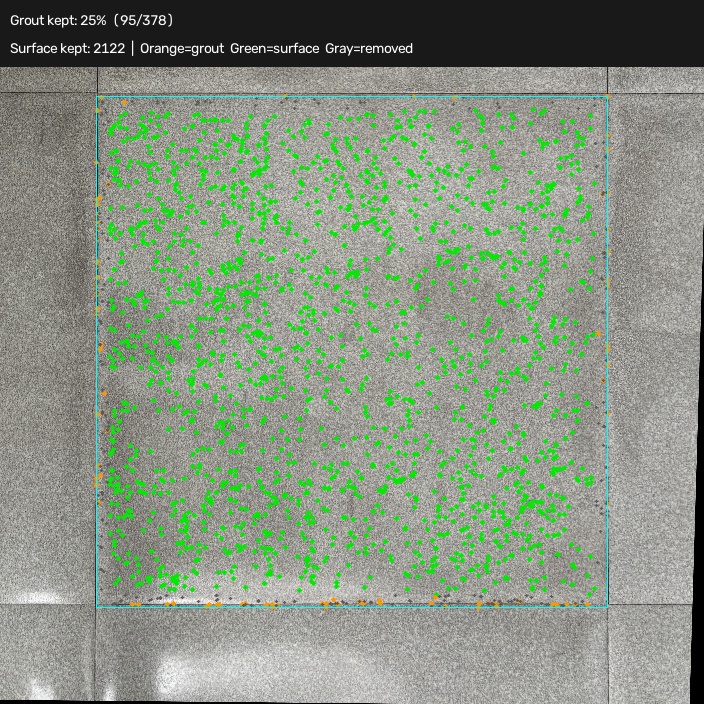 Grout kept: 25%  (95/378)
Surface kept: 2122 | Orange=grout Green=surface Gray=removed